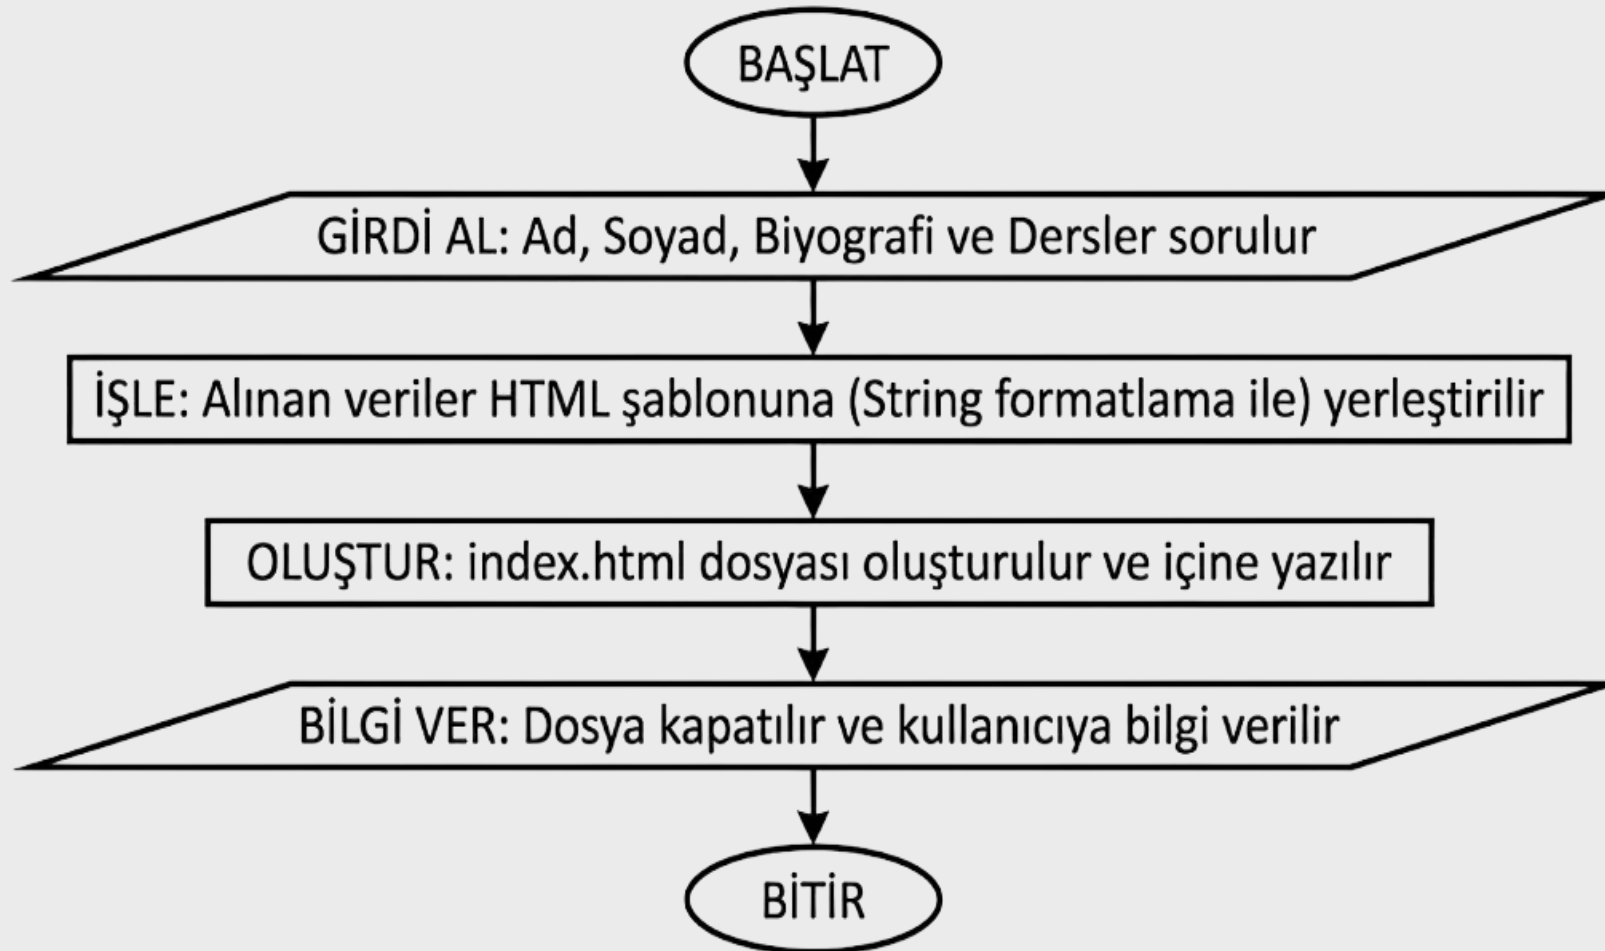 BAŞLAT
GİRDİ AL: Ad, Soyad, Biyografi ve Dersler sorulur
İŞLE: Alınan veriler HTML şablonuna (String formatlama ile) yerleştirilir
OLUŞTUR: index.html dosyası oluşturulur ve içine yazılır
BİLGİ VER: Dosya kapatılır ve kullanıcıya bilgi verilir
BİTİR